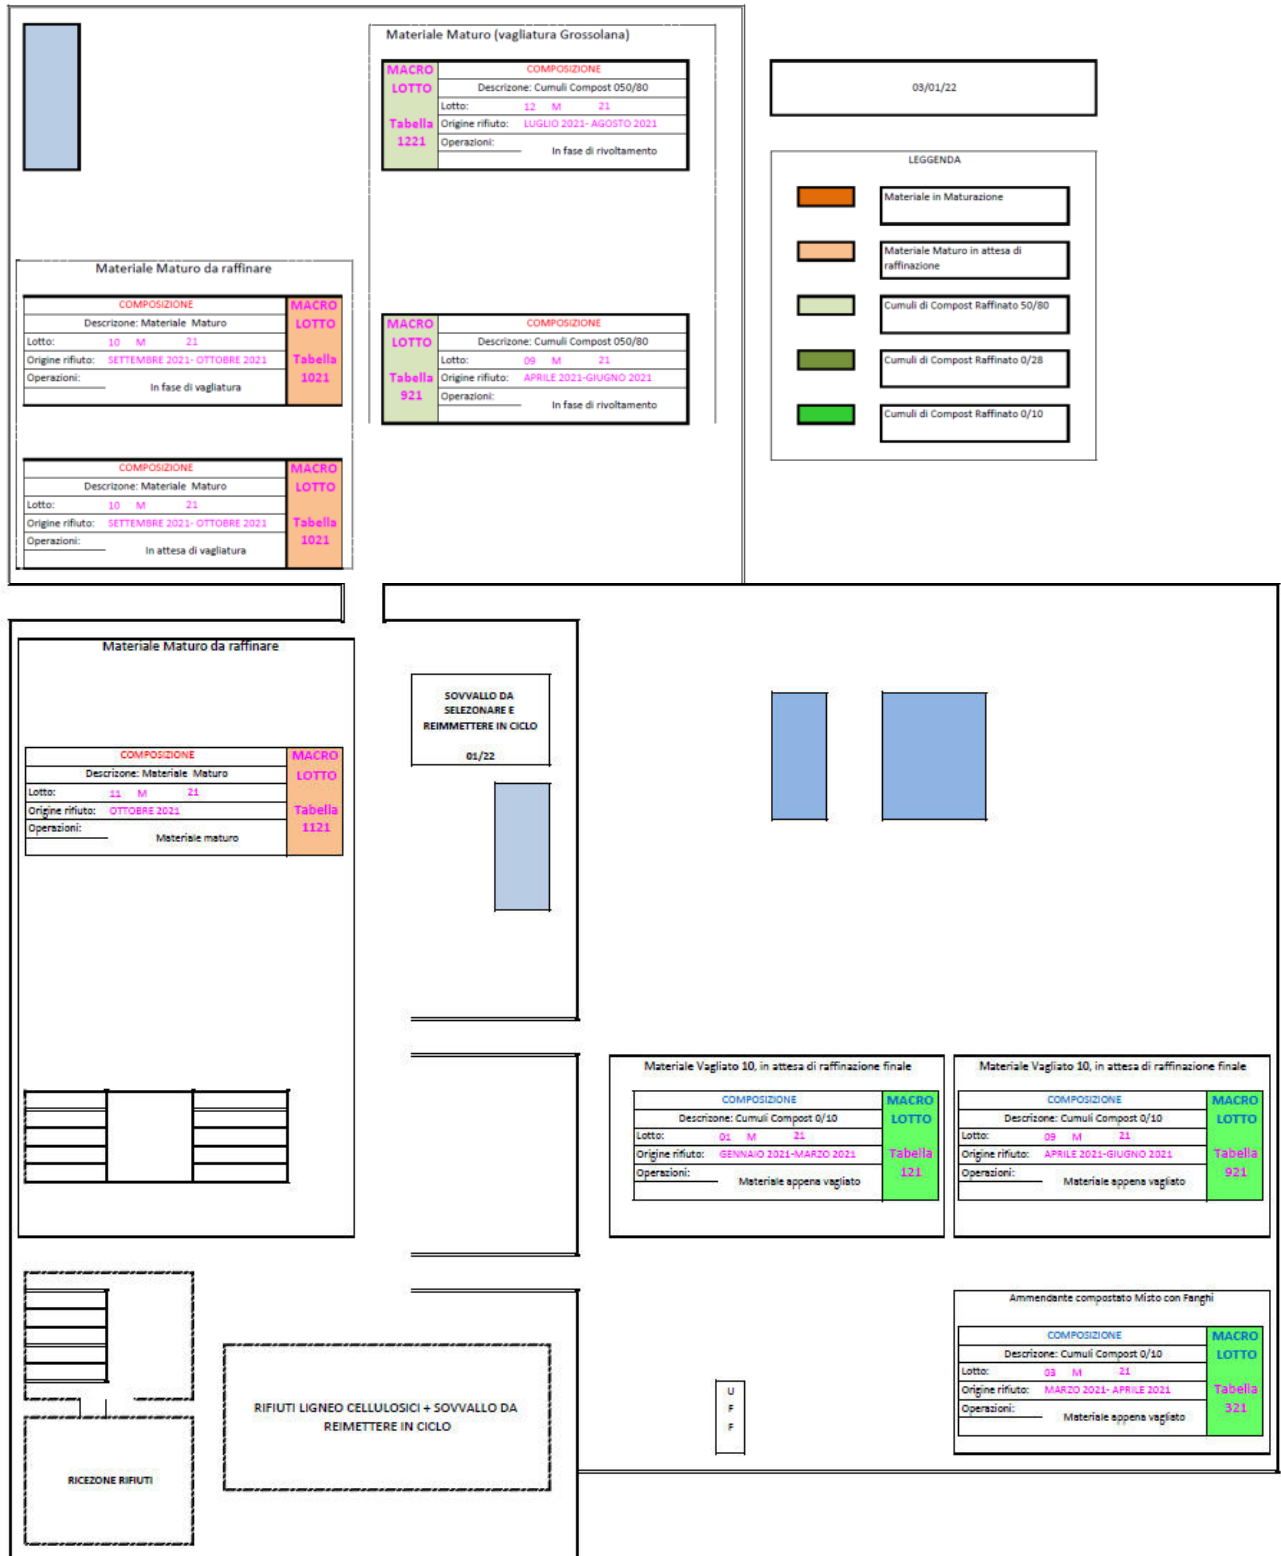 Materiale Maturo (vagliatura Grossolana)
MACRO
LOTTO
Tabella
1221
COMPOSIZIONE
Descrizone: Cumuli Compost 050/80
Lotto: 12 M 21
Origine rifiuto: LUGLIO 2021- AGOSTO 2021
Operazioni:
In fase di rivoltamento
03/01/22
LEGGENDA
Materiale in Maturazione
Materiale Maturo in attesa di
raffinazione
Cumuli di Compost Raffinato 50/80
Cumuli di Compost Raffinato 0/28
Cumuli di Compost Raffinato 0/10
Materiale Maturo da raffinare
COMPOSIZIONE
Descrizone: Materiale Maturo
Lotto: 10 M 21
Origine rifiuto: SETTEMBRE 2021- OTTOBRE 2021
Operazioni:
In fase di vagliatura
MACRO
LOTTO
Tabella
1021
MACRO
LOTTO
Tabella
921
COMPOSIZIONE
Descrizone: Cumuli Compost 050/80
Lotto: 09 M 21
Origine rifiuto: APRILE 2021-GIUGNO 2021
Operazioni:
In fase di rivoltamento
COMPOSIZIONE
Descrizone: Materiale Maturo
Lotto: 10 M 21
Origine rifiuto: SETTEMBRE 2021- OTTOBRE 2021
Operazioni:
In attesa di vagliatura
MACRO
LOTTO
Tabella
1021
Materiale Maturo da raffinare
SOVVALLO DA
SELEZONARE E
REIMMETTERE IN CICLO
01/22
COMPOSIZIONE
Descrizone: Materiale Maturo
Lotto: 11 M 21
Origine rifiuto: OTTOBRE 2021
Operazioni:
Materiale maturo
MACRO
LOTTO
Tabella
1121
Materiale Vagliato 10, in attesa di raffinazione finale
COMPOSIZIONE
Descrizone: Cumuli Compost 0/10
Lotto: 01 M 21
Origine rifiuto: GENNAIO 2021-MARZO 2021
Operazioni:
Materiale appena vagliato
MACRO
LOTTO
Tabella
121
Materiale Vagliato 10, in attesa di raffinazione finale
COMPOSIZIONE
Descrizone: Cumuli Compost 0/10
Lotto: 09 M 21
Origine rifiuto: APRILE 2021-GIUGNO 2021
Operazioni:
Materiale appena vagliato
MACRO
LOTTO
Tabella
921
Ammendante compostato Misto con Fanghi
COMPOSIZIONE
Descrizone: Cumuli Compost 0/10
Lotto: 03 M 21
Origine rifiuto: MARZO 2021- APRILE 2021
Operazioni:
Materiale appena vagliato
MACRO
LOTTO
Tabella
321
U
F
F
RIFIUTI LIGNEO CELLULOSICI + SOVVALLO DA
REIMETTERE IN CICLO
RICEZONE RIFIUTI